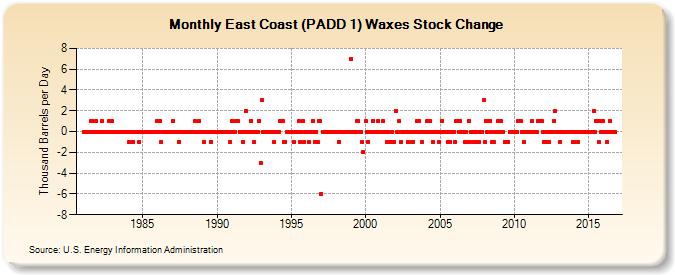 Monthly East Coast (PADD 1) Waxes Stock Change
Thousand Barrels per Day
8
6
4
2
0
-2
-4
-6
-8
1985 1990 1995 2000 2005 2010 2015
Source: U.S. Energy Information Administration